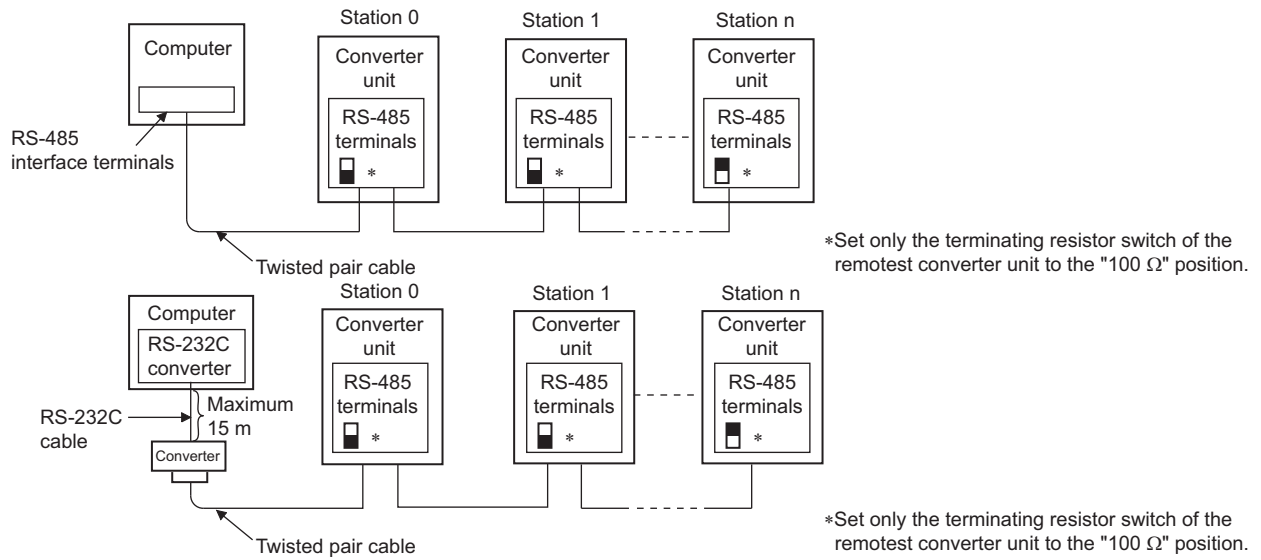 Station 0
Station 1
Station n
Computer
Converter
unit
Converter
unit
Converter
unit
RS-485
terminals
*
RS-485
terminals
*
RS-485
terminals
*
RS-485
interface terminals
Twisted pair cable
*Set only the terminating resistor switch of the
remotest converter unit to the "100 Ω" position.
Station 0
Station 1
Station n
Computer
RS-232C
converter
Converter
unit
Converter
unit
Converter
unit
RS-485
terminals
*
RS-485
terminals
*
RS-485
terminals
*
RS-232C
cable
Maximum
15 m
Converter
Twisted pair cable
*Set only the terminating resistor switch of the
remotest converter unit to the "100 Ω" position.